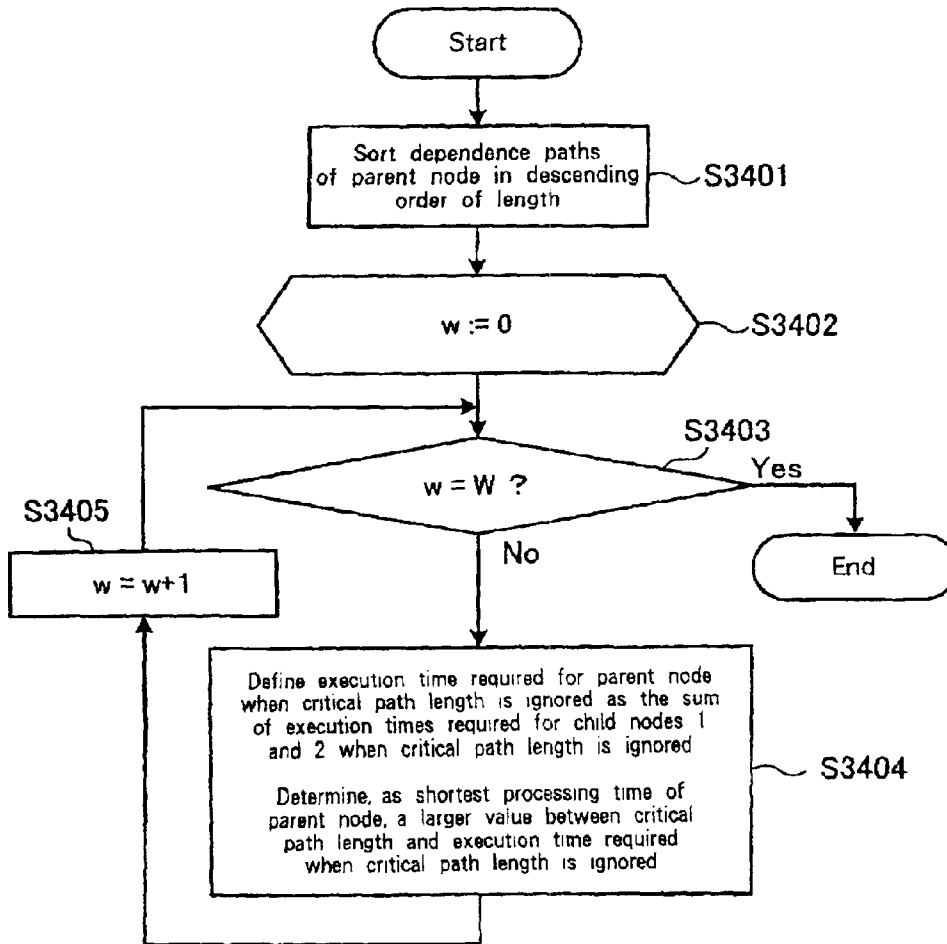 Start
Sort dependence paths
of parent node in descending
order of length
S3401
w := 0
S3402
S3403
w = W ?
Yes
No
End
S3405
w = w+1
Define execution time required for parent node
when critical path length is ignored as the sum
of execution times required for child nodes 1
and 2 when critical path length is ignored
Determine, as shortest processing time of
parent node, a larger value between critical
path length and execution time required
when critical path length is ignored
S3404